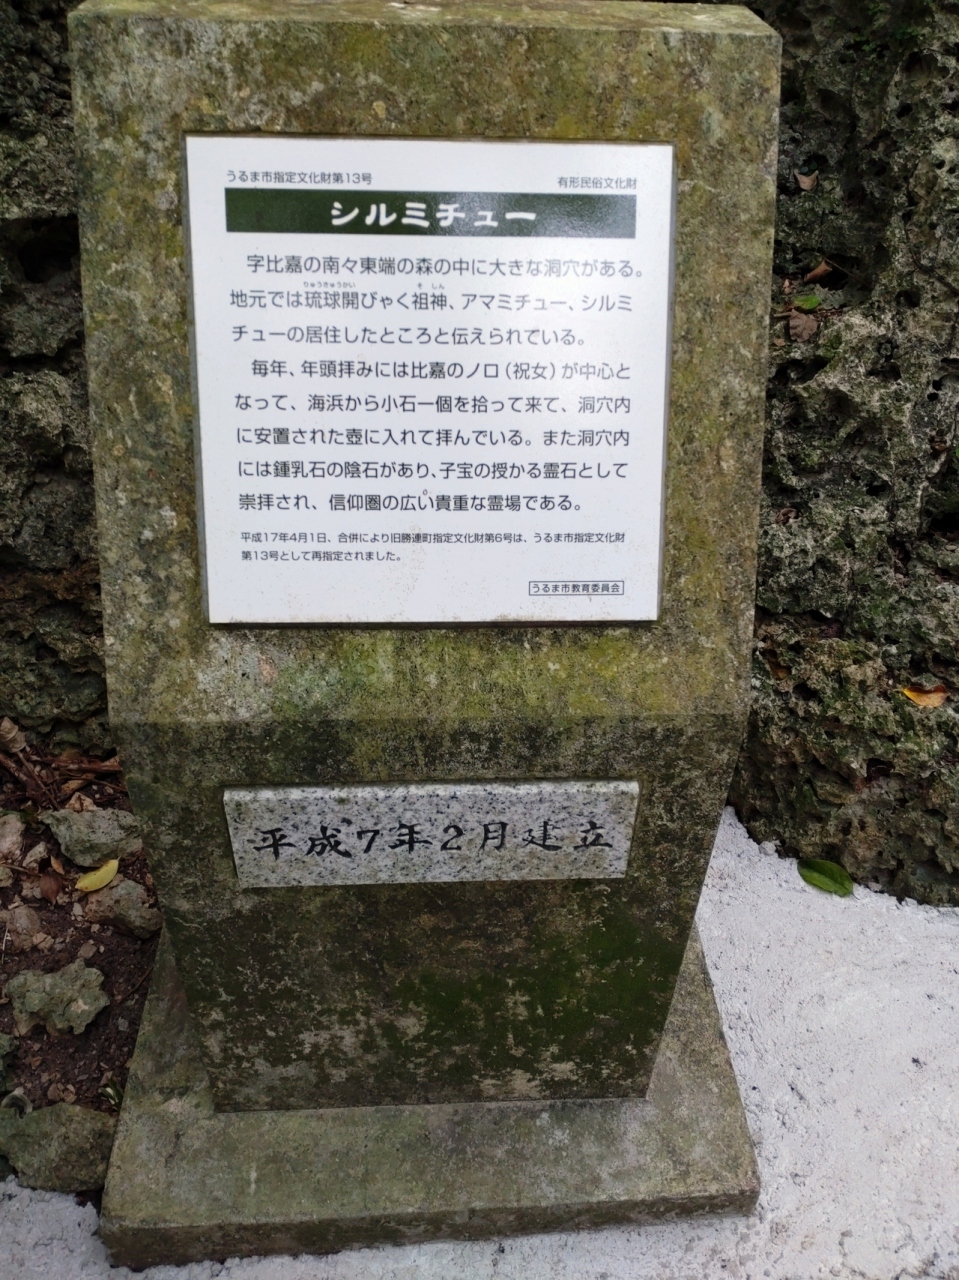 うるま市指定文化財第13号
有形民俗文化財
シルミチュー
字比嘉の南々東端の森の中に大きな洞穴がある。
りゅうきゅうかい
そ しん
地元では琉球開びゃく祖神、アマミチュー、シルミ
チューの居住したところと伝えられている。
毎年、年頭拝みには比嘉のノロ(祝女)が中心と
なって、海浜から小石一個を拾って来て、洞穴内
に安置された壺に入れて拝んでいる。また洞穴内
には鍾乳石の陰石があり、子宝の授かる霊石として
崇拝され、信仰圏の広い貴重な霊場である。
平成17年4月1日、合併により旧勝連町指定文化財第6号は、うるま市指定文化財
第13号として再指定されました。
うるま市教育委員会
平成7年2月建立